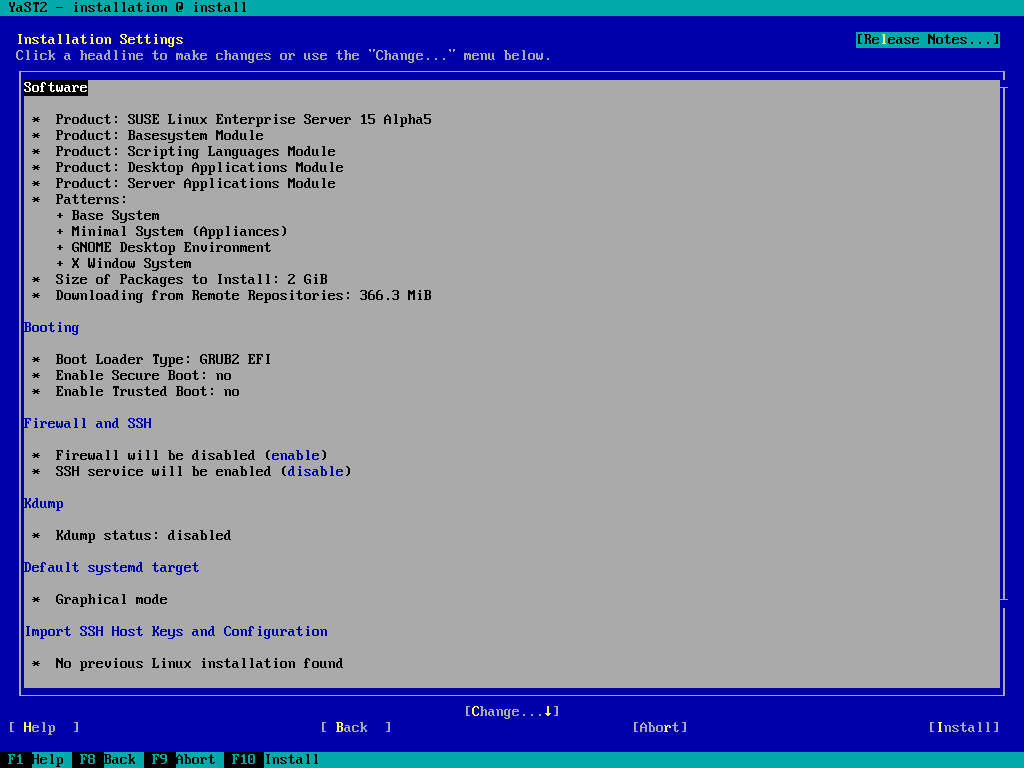 YaST2 - installation @ install
Installation Settings [Release Notes...]
Click a headline to make changes or use the "Change..." menu below.
Software
* Product: SUSE Linux Enterprise Server 15 Alpha5
* Product: Basesystem Module
* Product: Scripting Languages Module
* Product: Desktop Applications Module
* Product: Server Applications Module
* Patterns:
+ Base System
+ Minimal System (Appliances)
+ GNOME Desktop Environment
+ X Window System
* Size of Packages to Install: 2 GiB
* Downloading from Remote Repositories: 366.3 MiB
Booting
* Boot Loader Type: GRUB2 EFI
* Enable Secure Boot: no
* Enable Trusted Boot: no
Firewall and SSH
* Firewall will be disabled (enable)
* SSH service will be enabled (disable)
Kdump
* Kdump status: disabled
Default systemd target
* Graphical mode
Import SSH Host Keys and Configuration
* No previous Linux installation found
[Change...↓]
[ Help ] [ Back ] [Abort] [Install]
F1 Help F8 Back F9 Abort F10 Install